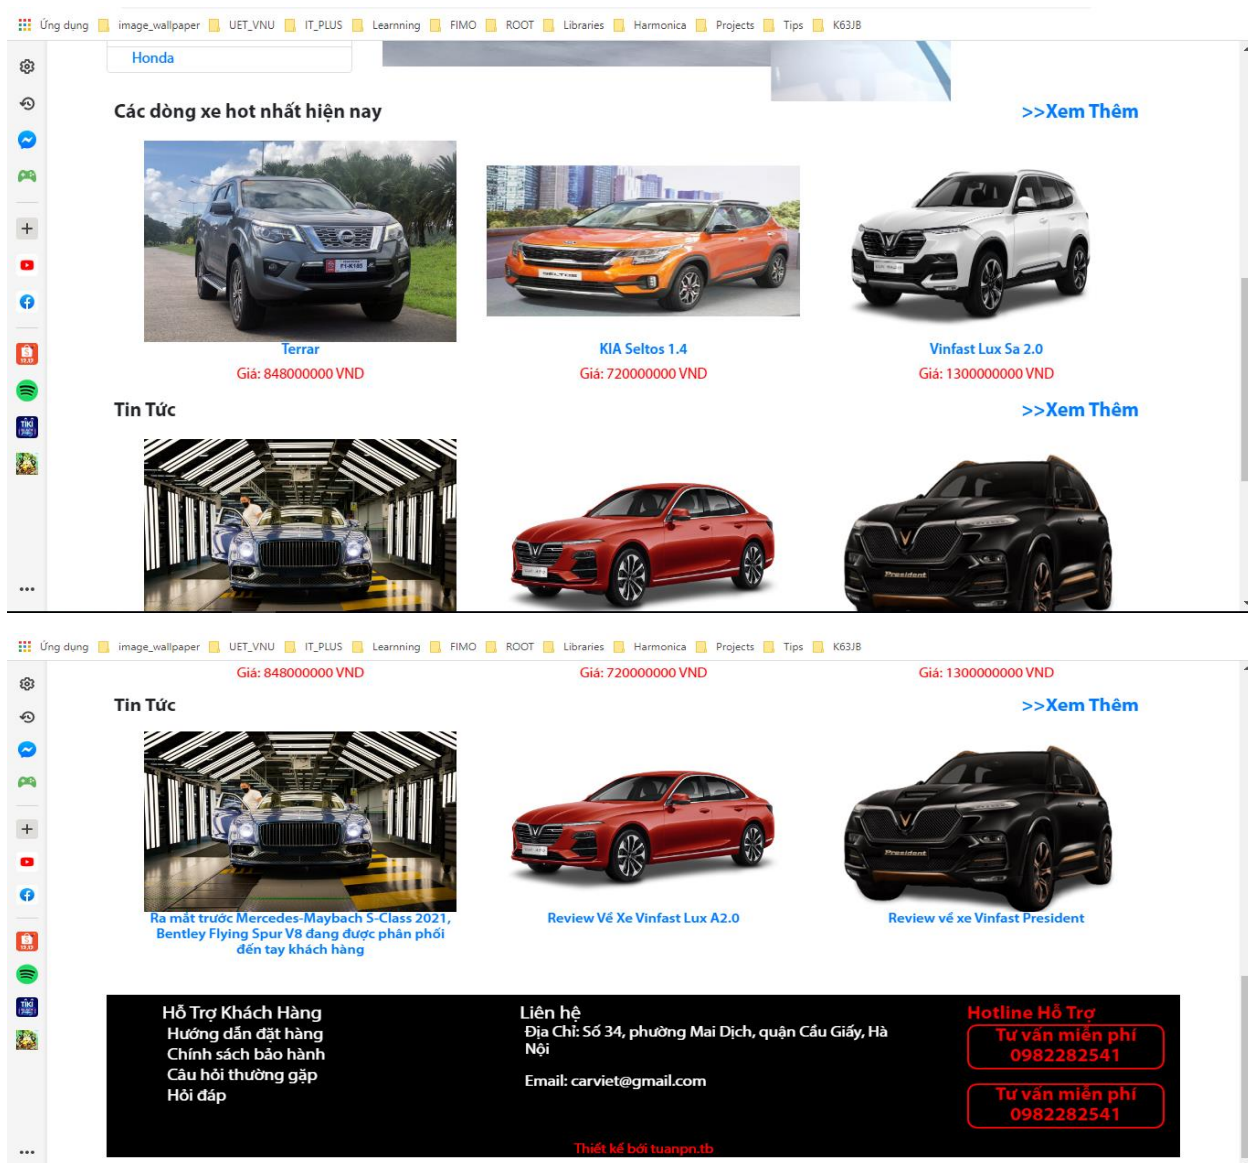 Ứng dụng image_wallpaper UET_VNU IT_PLUS Learnning FIMO ROOT Libraries Harmonica Projects Tips K63JB
Honda
Các dòng xe hot nhất hiện nay >>Xem Thêm
Terrar KIA Seltos 1.4 Vinfast Lux Sa 2.0
Giá: 848000000 VND Giá: 720000000 VND Giá: 1300000000 VND
Tin Tức >>Xem Thêm
President
Ứng dụng image_wallpaper UET_VNU IT_PLUS Learnning FIMO ROOT Libraries Harmonica Projects Tips K63JB
Giá: 848000000 VND Giá: 720000000 VND Giá: 1300000000 VND
Tin Tức >>Xem Thêm
President
Ra mắt trước Mercedes-Maybach S-Class 2021, Review Về Xe Vinfast Lux A2.0 Review về xe Vinfast President
Bentley Flying Spur V8 đang được phân phối
đến tay khách hàng
Hỗ Trợ Khách Hàng Liên hệ Hotline Hỗ Trợ
Hướng dẫn đặt hàng Địa Chỉ: Số 34, phường Mai Dịch, quận Cầu Giấy, Hà Tư vấn miễn phí
Chính sách bảo hành Nội 0982282541
Câu hỏi thường gặp Email: carviet@gmail.com
Hỏi đáp Tư vấn miễn phí
0982282541
Thiết kế bởi tuanpn.tb